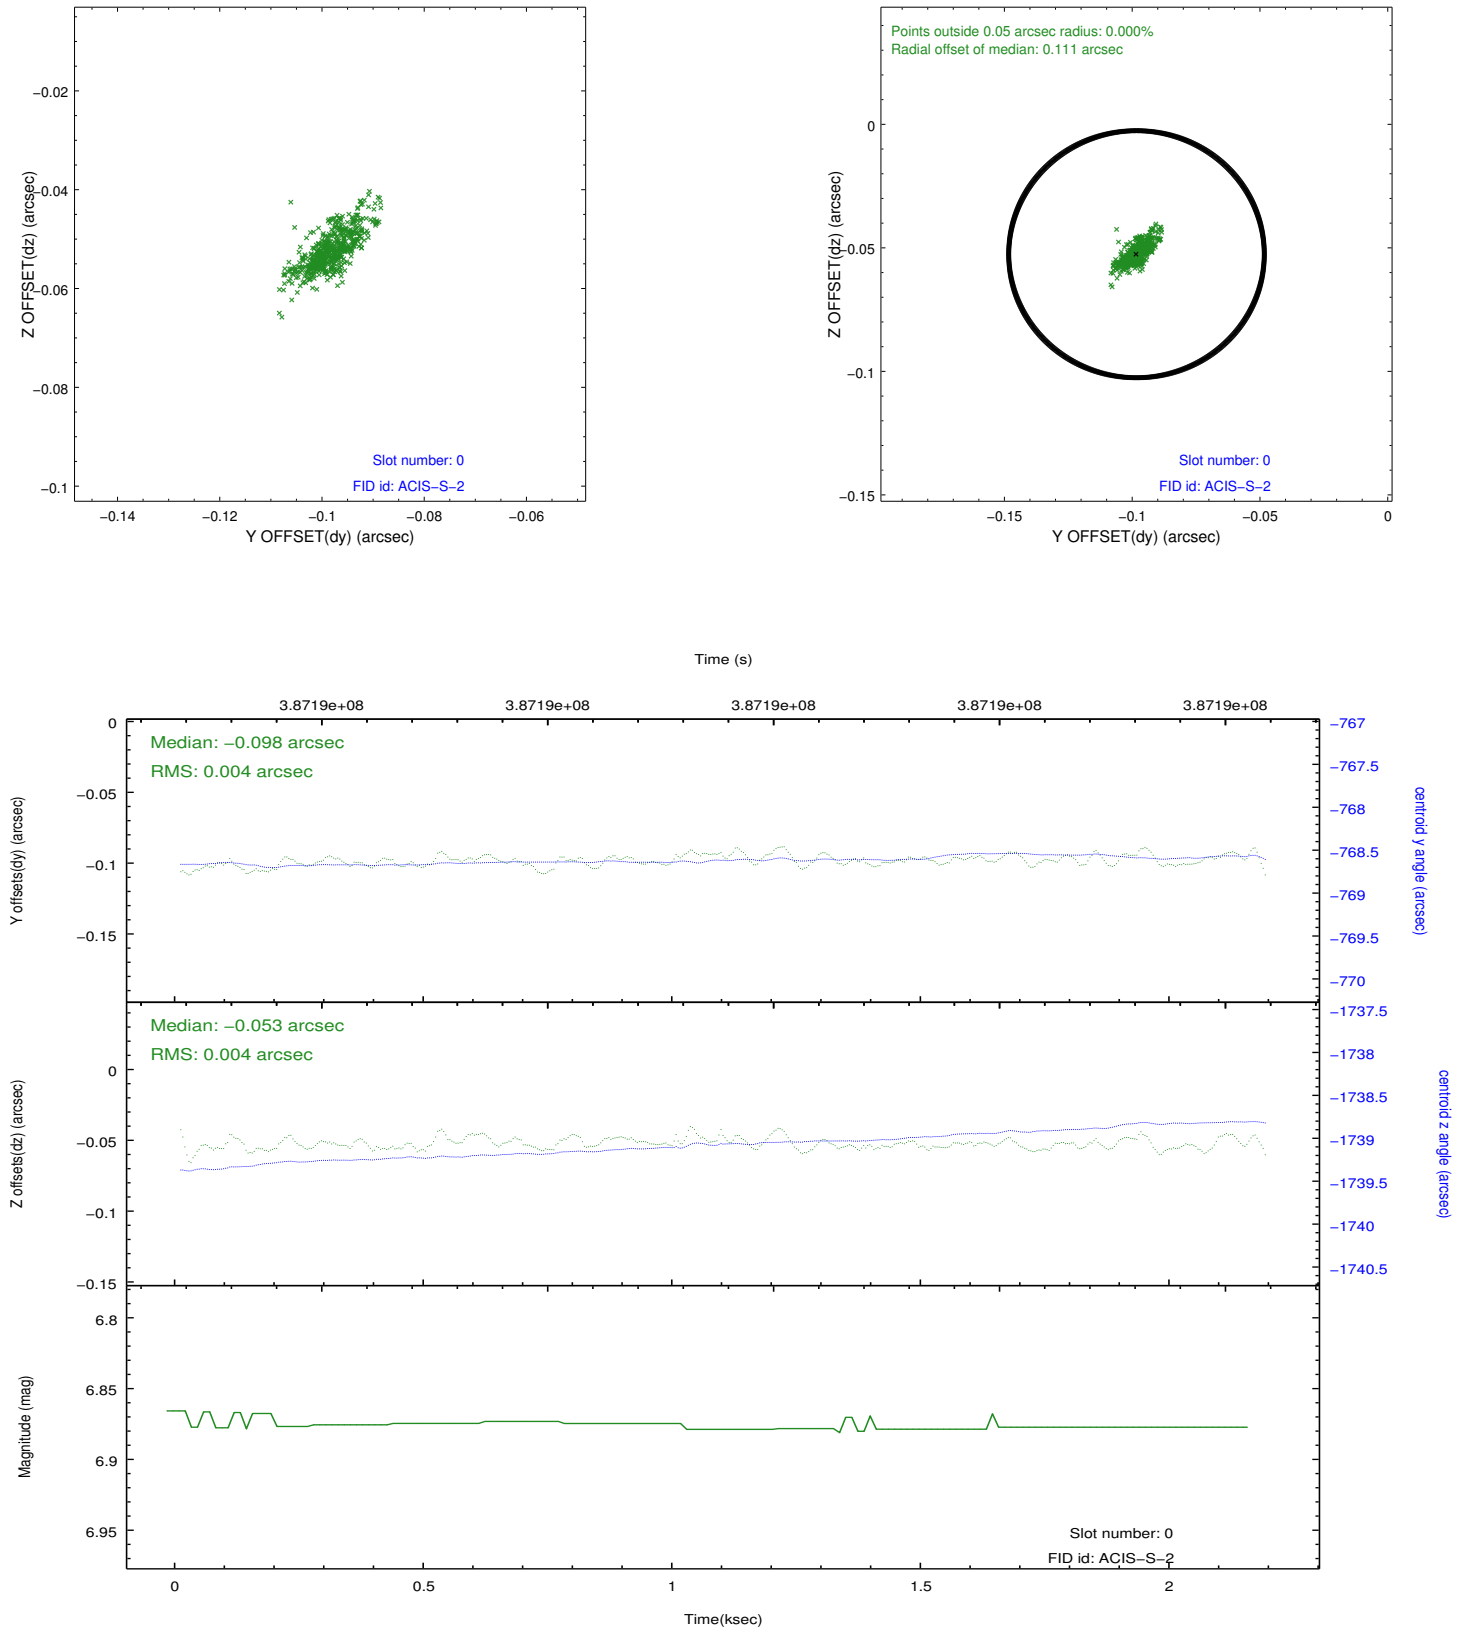 −0.02
−0.04
−0.06
−0.08
−0.1
Z OFFSET(dz) (arcsec)
Slot number: 0
FID id: ACIS−S−2
−0.14
−0.12
−0.1
−0.08
−0.06
Y OFFSET(dy) (arcsec)
Points outside 0.05 arcsec radius: 0.000%
Radial offset of median: 0.111 arcsec
0
−0.05
−0.1
−0.15
Z OFFSET(dz) (arcsec)
Slot number: 0
FID id: ACIS−S−2
−0.15
−0.1
−0.05
0
Y OFFSET(dy) (arcsec)
Time (s)
3.8719e+08
3.8719e+08
3.8719e+08
3.8719e+08
3.8719e+08
Median: −0.098 arcsec
RMS: 0.004 arcsec
0
−0.05
−0.1
−0.15
Y offsets(dy) (arcsec)
−767
−767.5
−768
−768.5
−769
−769.5
−770
centroid y angle (arcsec)
Median: −0.053 arcsec
RMS: 0.004 arcsec
0
−0.05
−0.1
−0.15
Z offsets(dz) (arcsec)
−1737.5
−1738
−1738.5
−1739
−1739.5
−1740
−1740.5
centroid z angle (arcsec)
6.8
6.85
6.9
6.95
Magnitude (mag)
Slot number: 0
FID id: ACIS−S−2
0
0.5
1
1.5
2
Time(ksec)